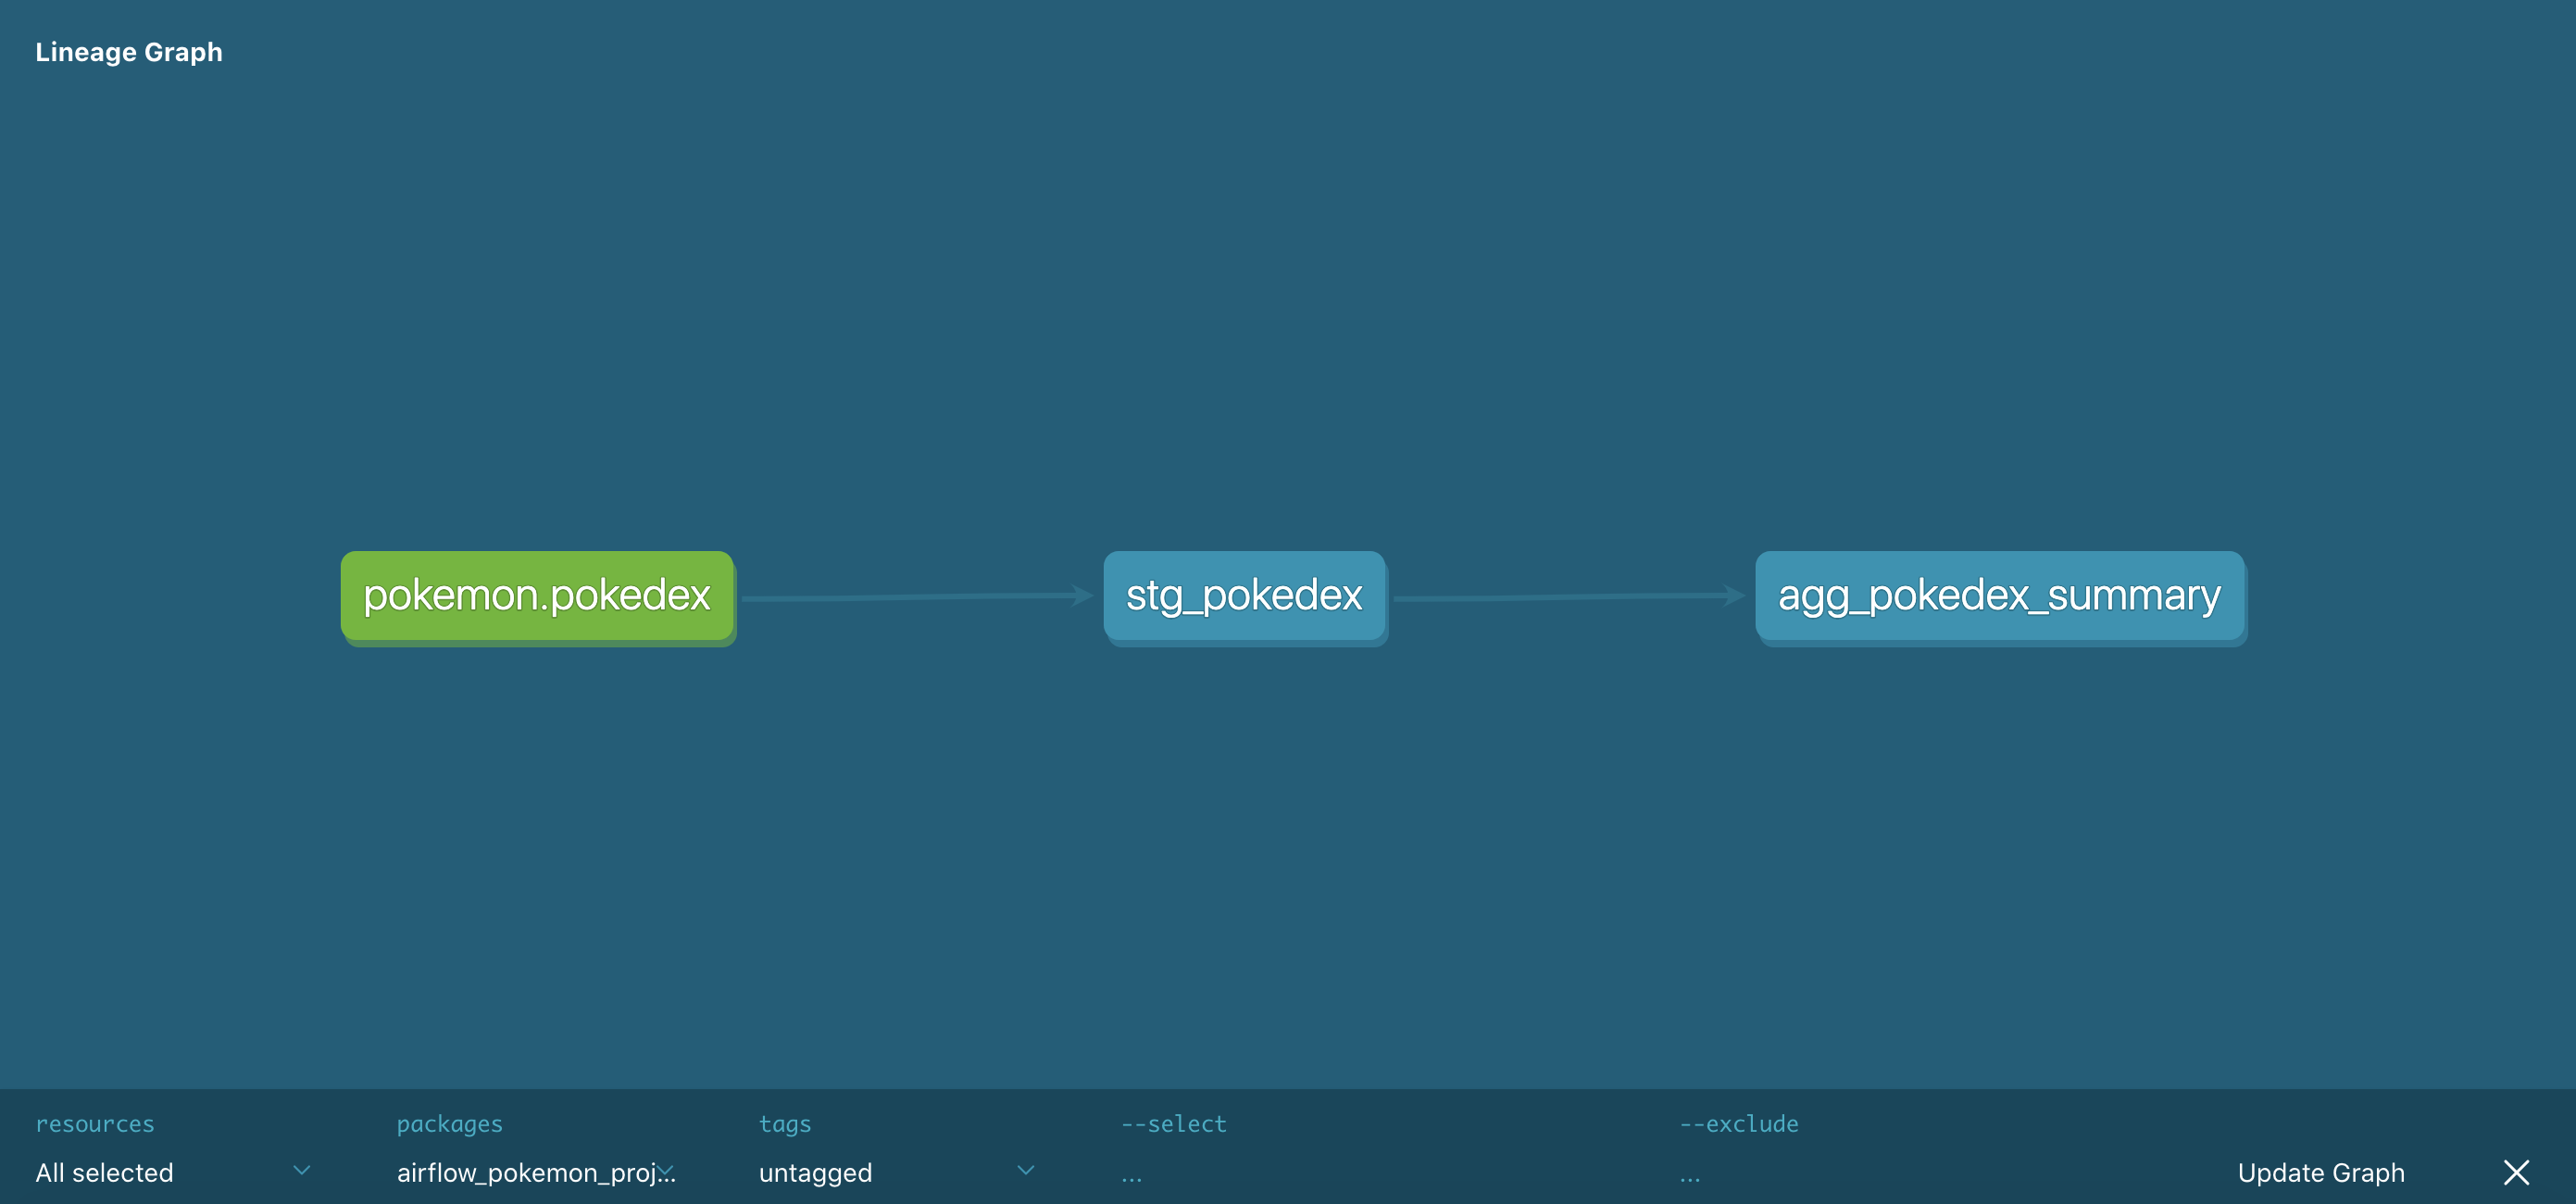 Lineage Graph
pokemon.pokedex
stg_pokedex
agg_pokedex_summary
resources
packages
tags
--select
--exclude
All selected
airflow_pokemon_proj...
untagged
...
...
Update Graph